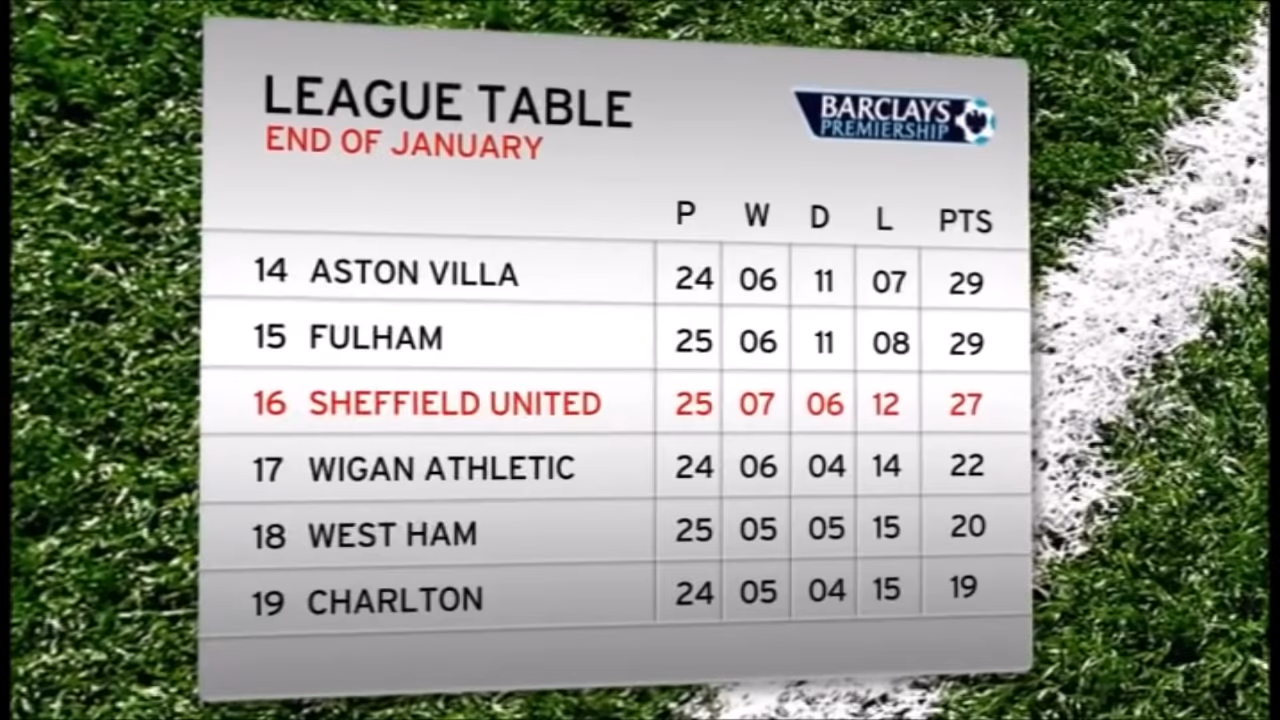 LEAGUE TABLE
END OF JANUARY
BARCLAYS
PREMIERSHIP
P W D L PTS
14 ASTON VILLA 24 06 11 07 29
15 FULHAM 25 06 11 08 29
16 SHEFFIELD UNITED 25 07 06 12 27
17 WIGAN ATHLETIC 24 06 04 14 22
18 WEST HAM 25 05 05 15 20
19 CHARLTON 24 05 04 15 19